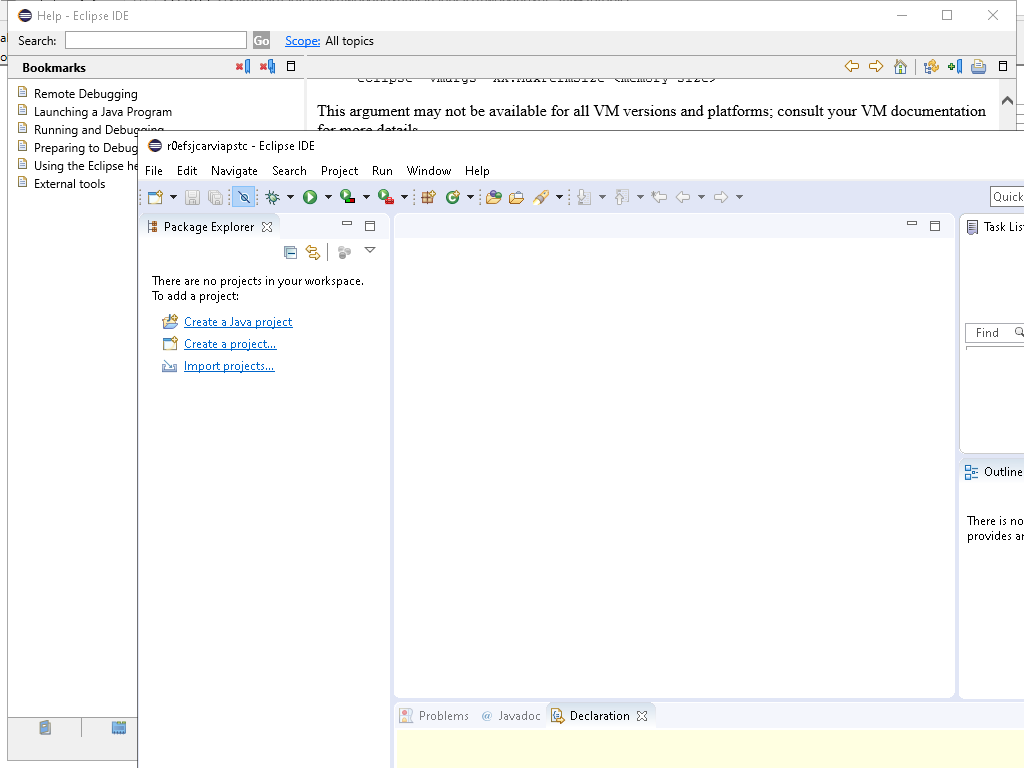 Help - Eclipse IDE
Search:
Go
Scope: All topics
Bookmarks
Remote Debugging
Launching a Java Program
Running and Debugging
Preparing to Debug
Using the Eclipse he
External tools
This argument may not be available for all VM versions and platforms; consult your VM documentation
for more details
r0efsjcarviapstc - Eclipse IDE
File Edit Navigate Search Project Run Window Help
Quick
Package Explorer
There are no projects in your workspace.
To add a project:
Create a Java project
Create a project...
Import projects...
Task List
Find
Outline
There is no
provides an
Problems @ Javadoc Declaration